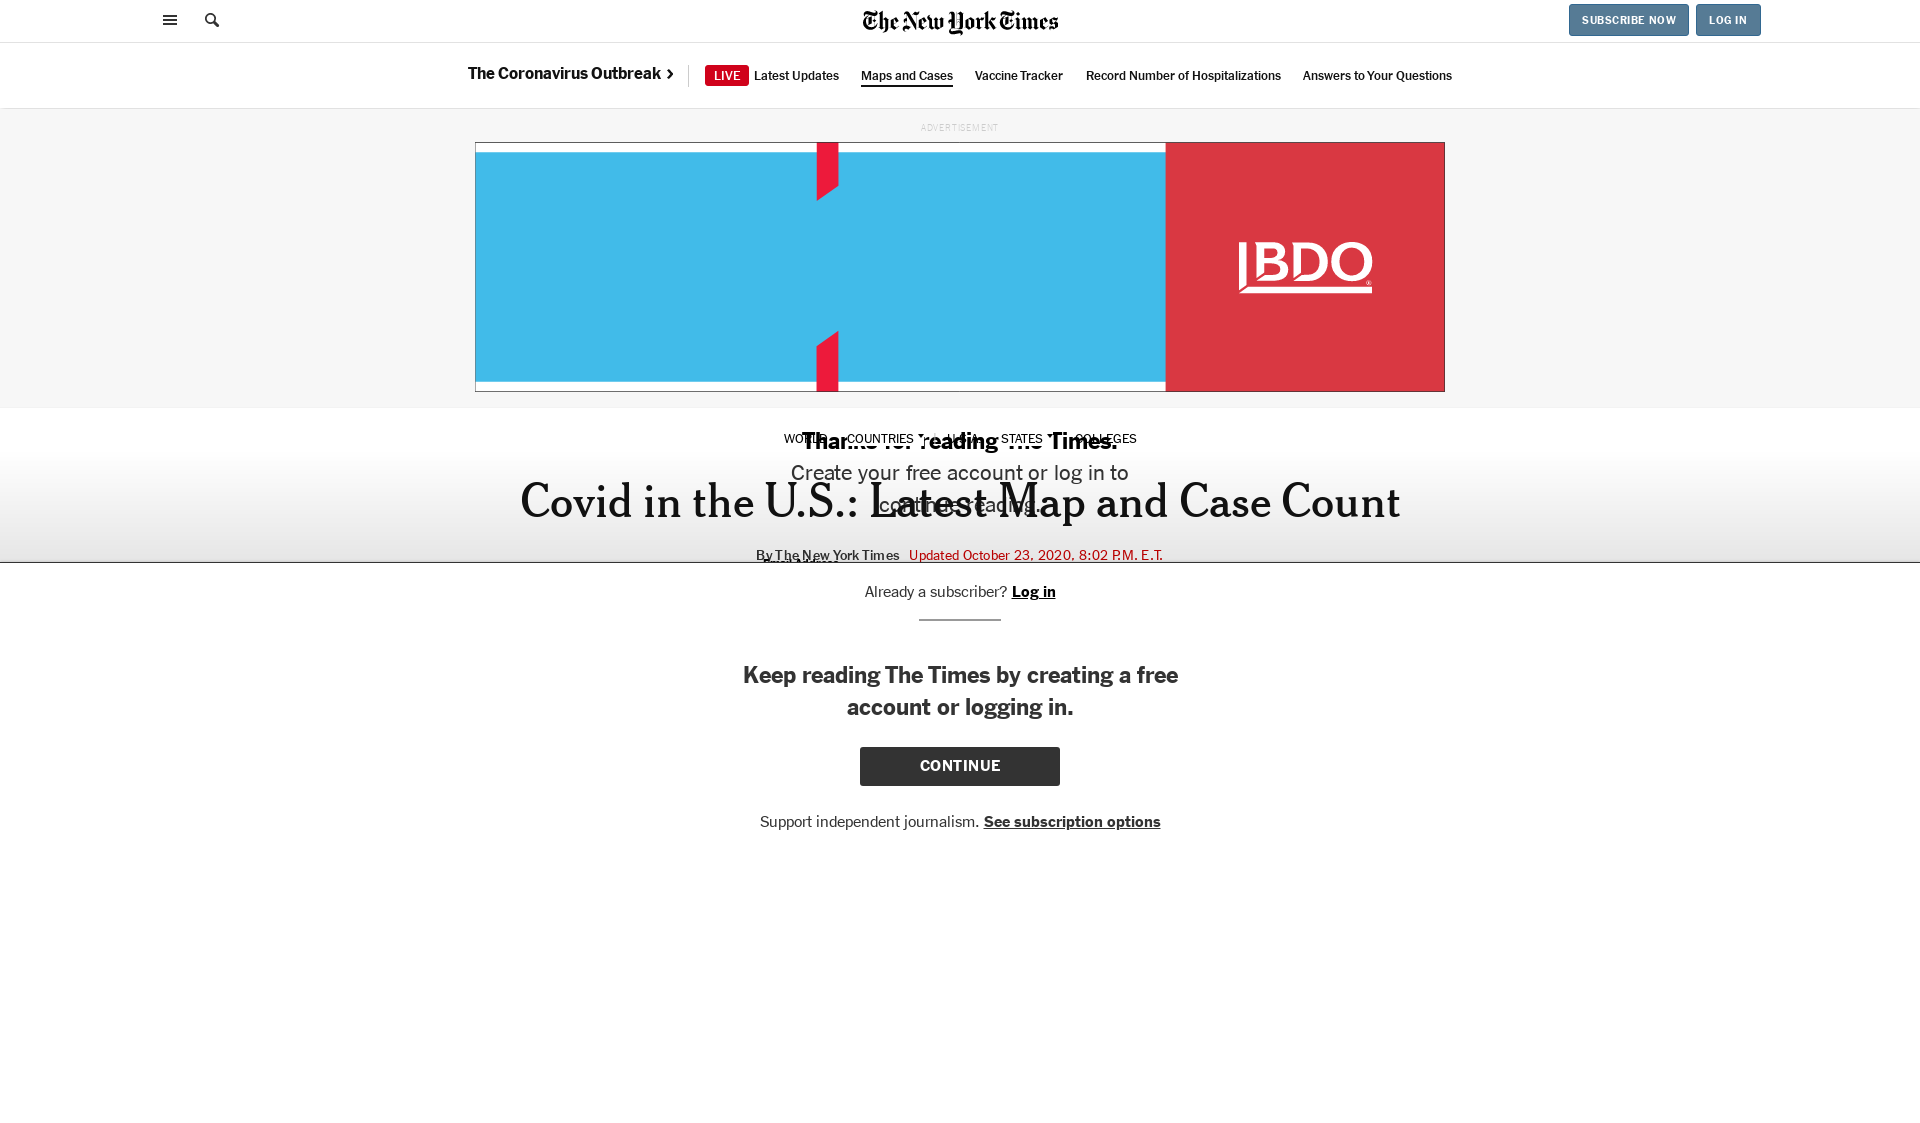 The New York Times
SUBSCRIBE NOW
LOG IN
The Coronavirus Outbreak
LIVE Latest Updates
Maps and Cases
Vaccine Tracker
Record Number of Hospitalizations
Answers to Your Questions
ADVERTISEMENT
IBDO
®
WORLD COUNTRIES U.S.A. STATES COLLEGES
Thanks for reading The Times.
Create your free account or log in to
continue reading.
Covid in the U.S.: Latest Map and Case Count
By The New York Times Updated October 23, 2020, 8:02 P.M. E.T.
Email Address
Already a subscriber? Log in
Keep reading The Times by creating a free
account or logging in.
CONTINUE
Support independent journalism. See subscription options